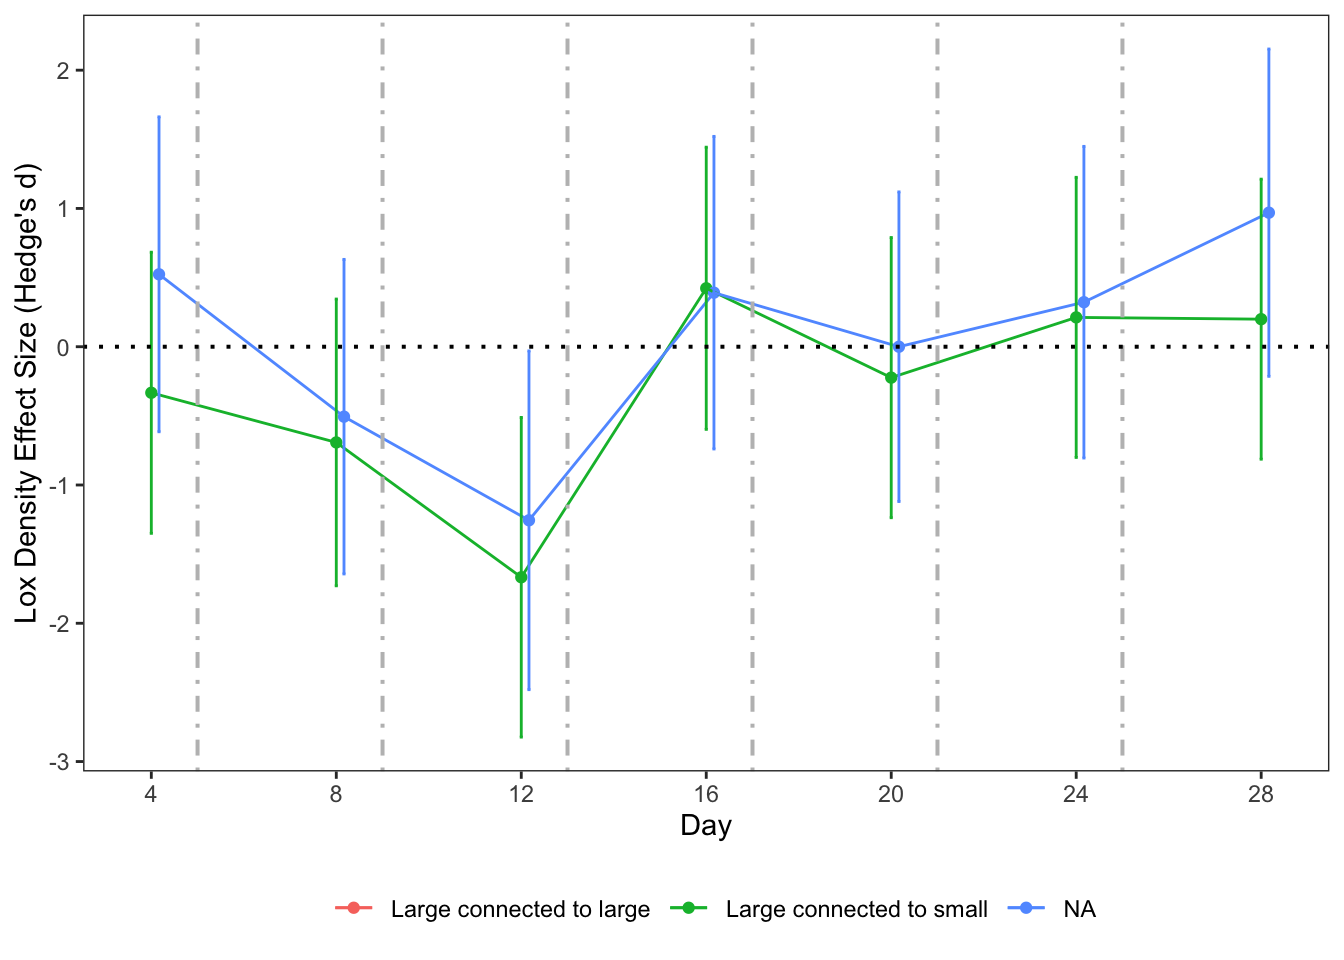 Lox Density Effect Size (Hedge's d)
2
1
0
-1
-2
-3
4 8 12 16 20 24 28
Day
Large connected to large Large connected to small NA